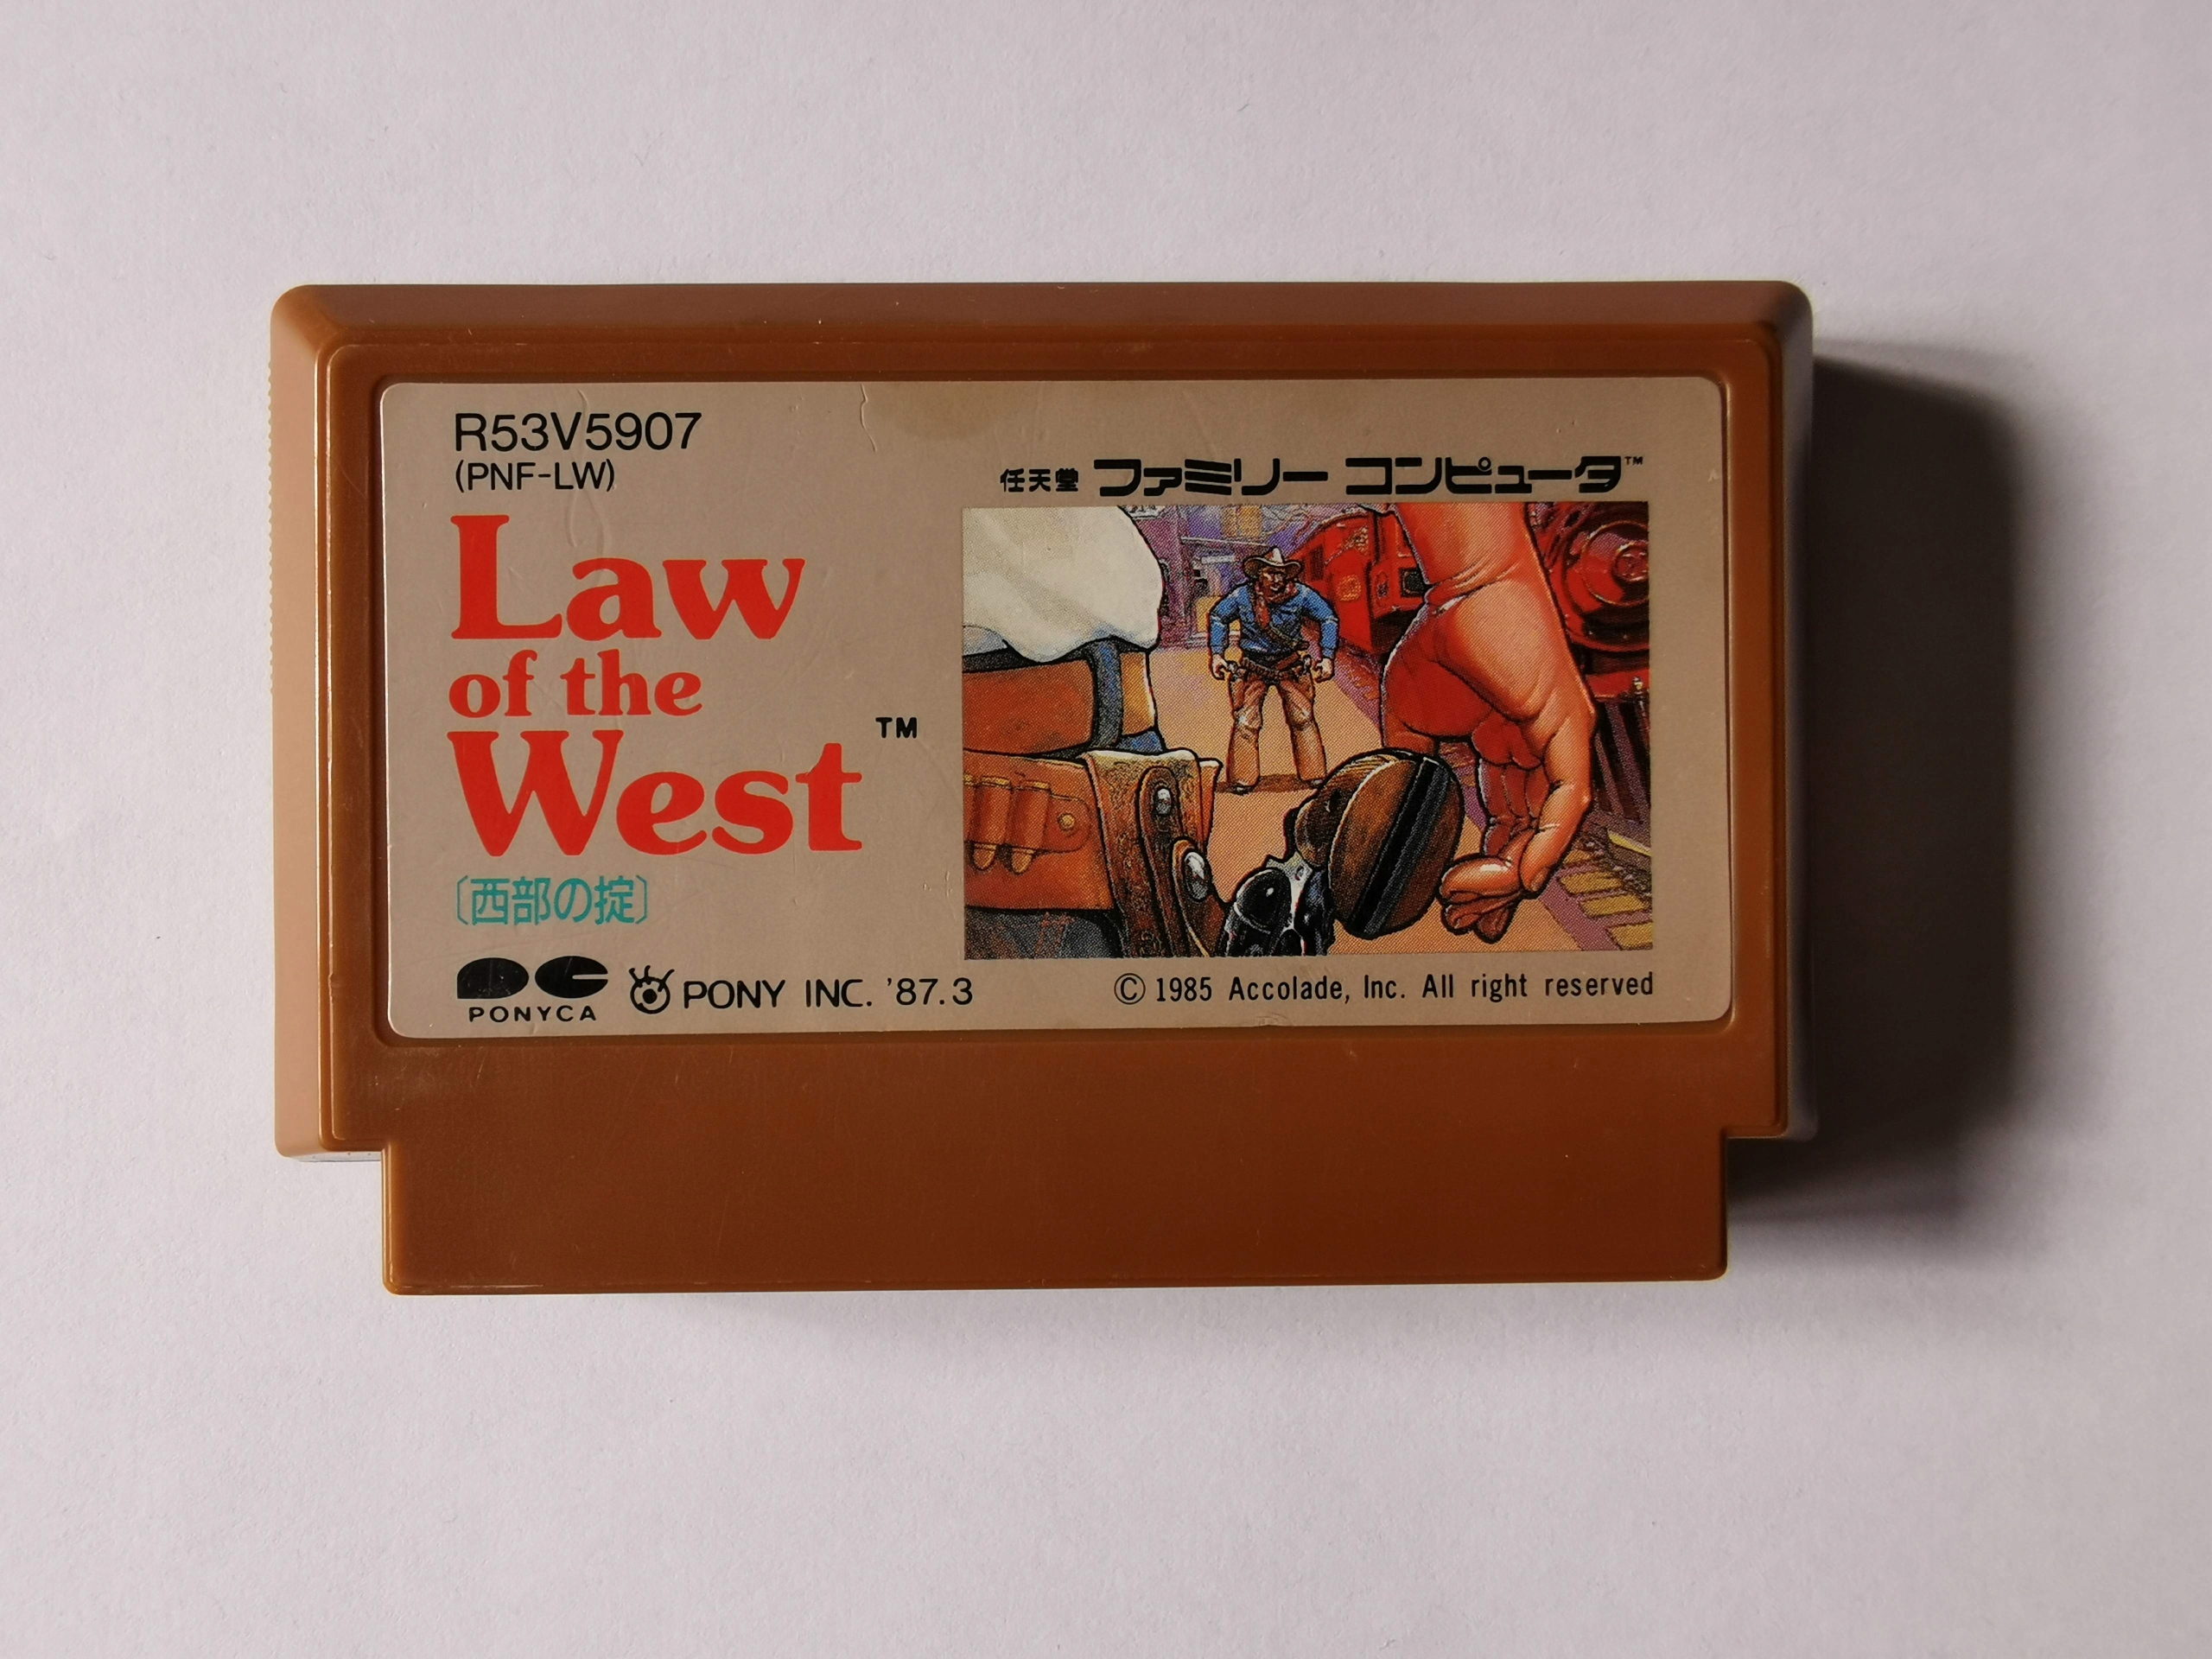 R53V5907
(PNF-LW)
任天堂 ファミリー コンピュータ™
Law
of the
West™
〔西部の掟〕
PONYCA
PONY INC. '87.3
© 1985 Accolade, Inc. All right reserved